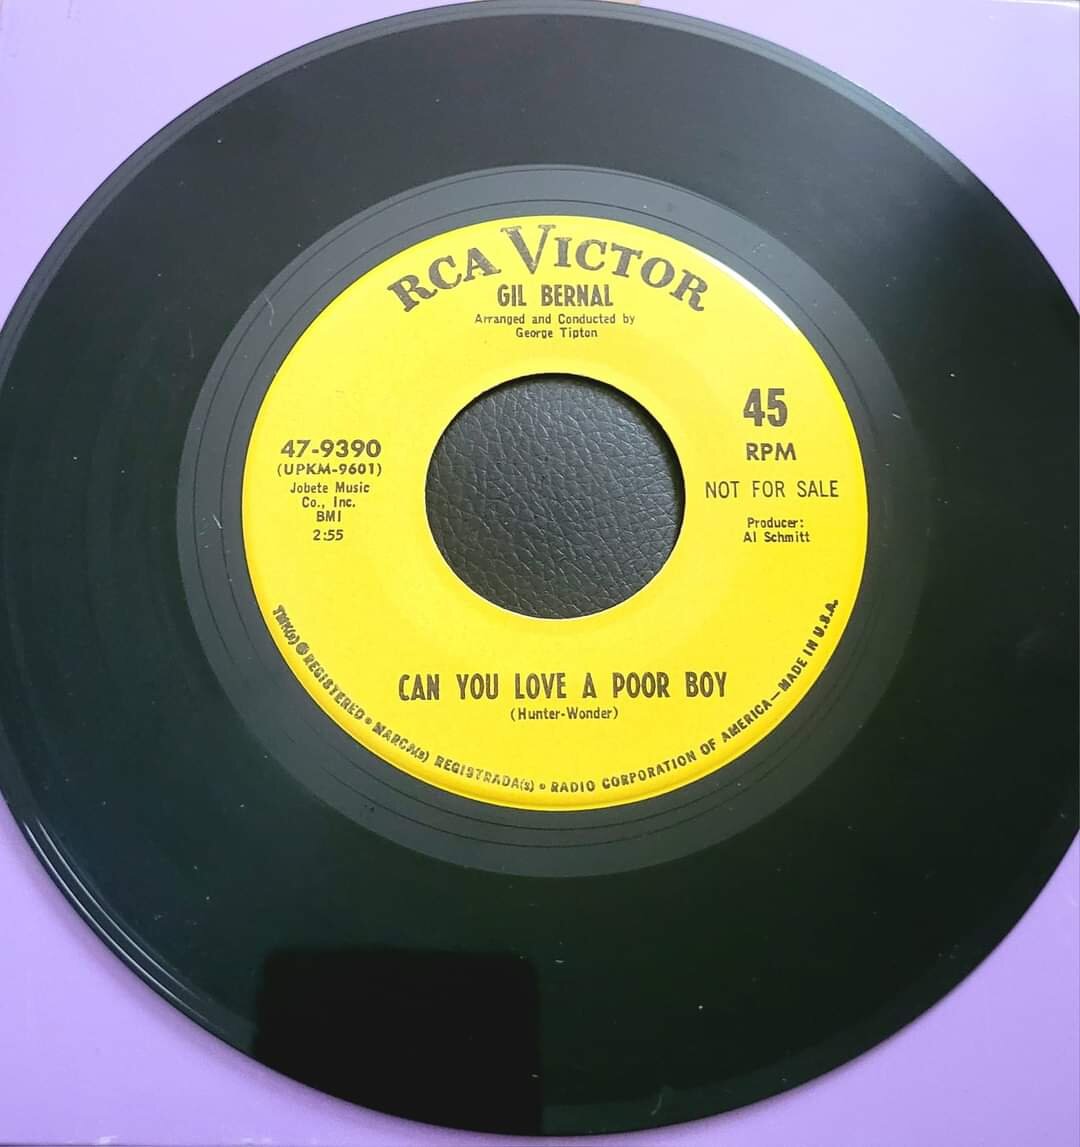 RCA VICTOR
GIL BERNAL
Arranged and Conducted by
George Tipton
47-9390
(UPKM-9601)
Jobete Music
Co., Inc.
BMI
2:55
45
RPM
NOT FOR SALE
Producer:
Al Schmitt
CAN YOU LOVE A POOR BOY
(Hunter-Wonder)
TMK(s) ® REGISTERED • MARCA(s) REGISTRADA(s) • RADIO CORPORATION OF AMERICA—MADE IN U.S.A.